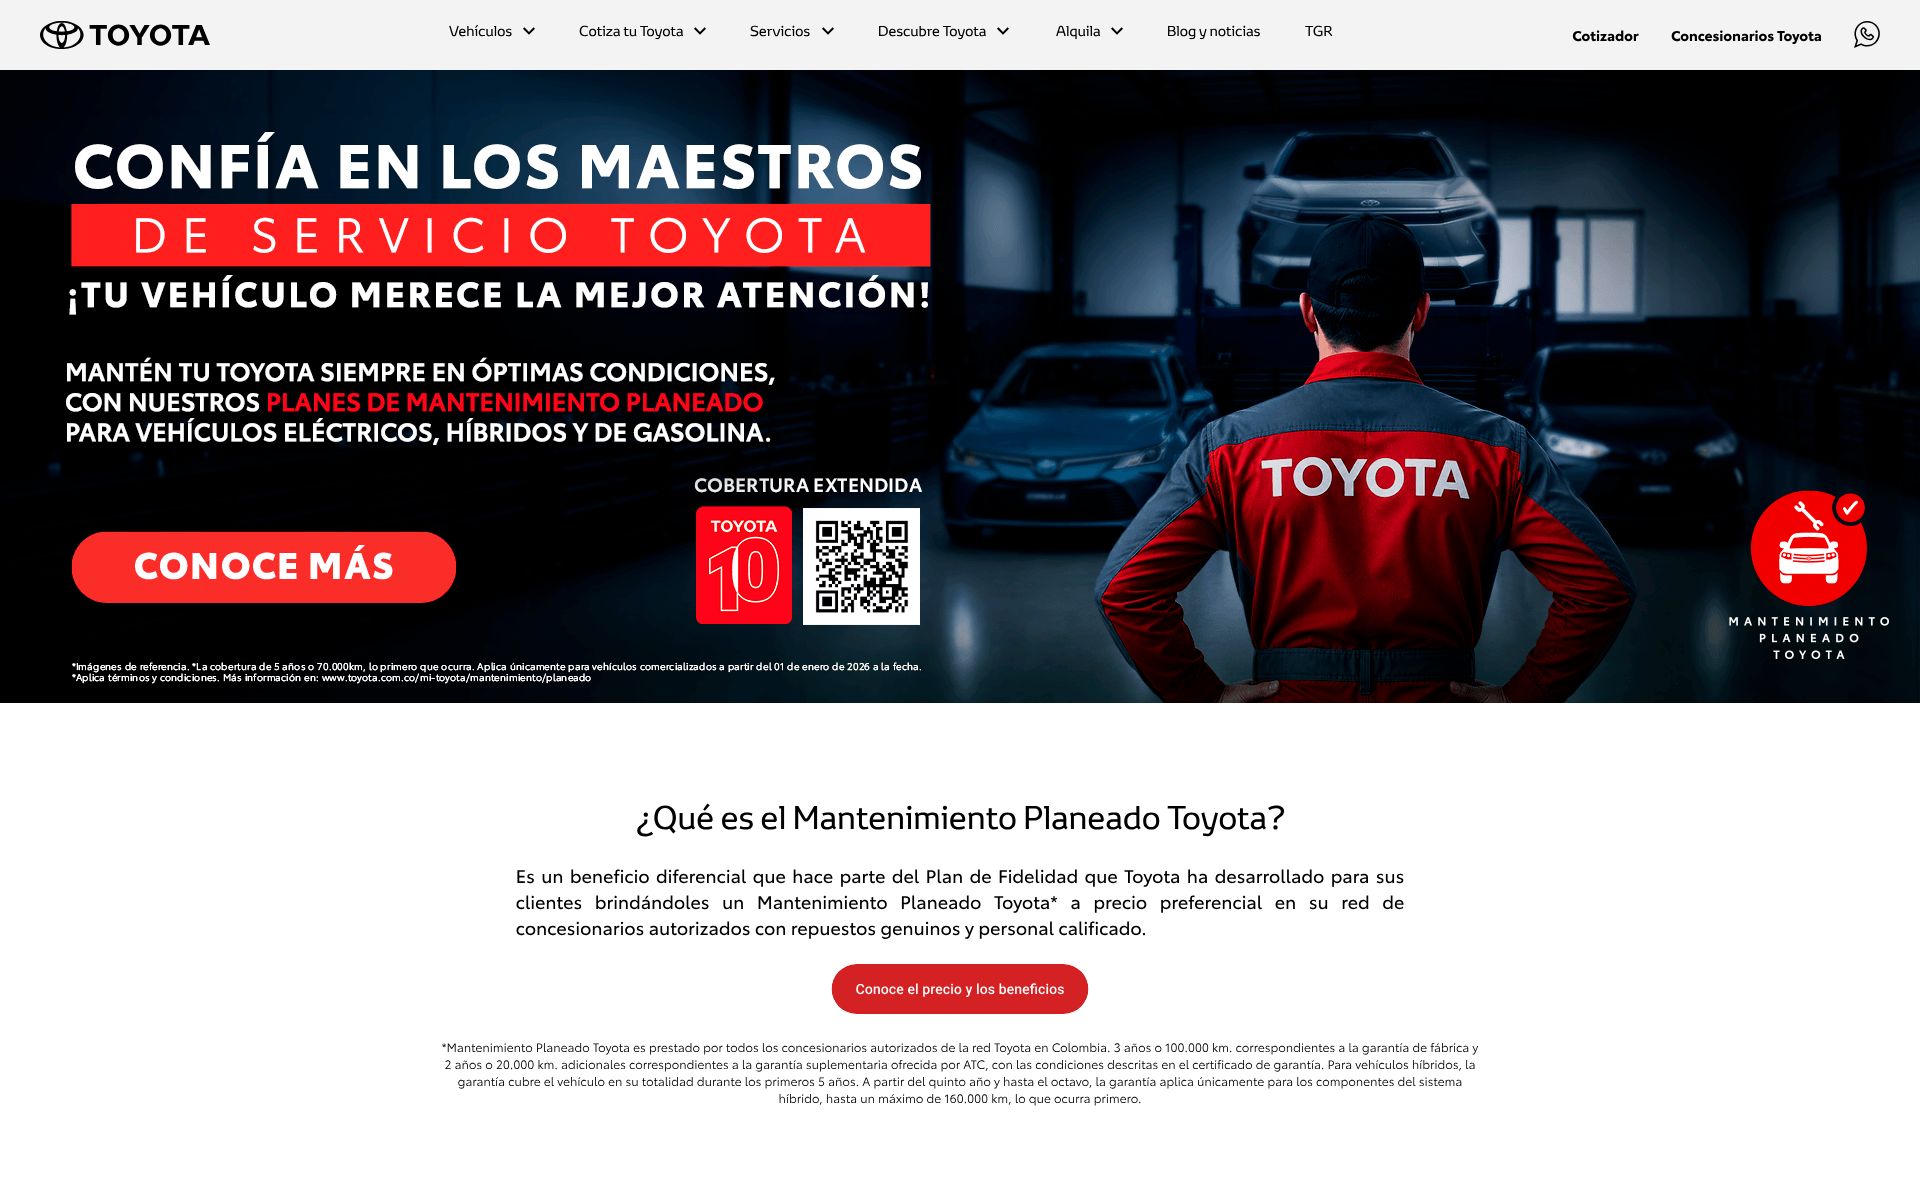 TOYOTA
Vehículos
Cotiza tu Toyota
Servicios
Descubre Toyota
Alquila
Blog y noticias
TGR
Cotizador
Concesionarios Toyota
CONFÍA EN LOS MAESTROS
DE SERVICIO TOYOTA
¡TU VEHÍCULO MERECE LA MEJOR ATENCIÓN!
MANTÉN TU TOYOTA SIEMPRE EN ÓPTIMAS CONDICIONES,
CON NUESTROS PLANES DE MANTENIMIENTO PLANEADO
PARA VEHÍCULOS ELÉCTRICOS, HÍBRIDOS Y DE GASOLINA.
COBERTURA EXTENDIDA
TOYOTA
10
CONOCE MÁS
*Imágenes de referencia. *La cobertura de 5 años o 70.000km, lo primero que ocurra. Aplica únicamente para vehículos comercializados a partir del 01 de enero de 2026 a la fecha.
*Aplica términos y condiciones. Más información en: www.toyota.com.co/mi-toyota/mantenimiento/planeado
TOYOTA
MANTENIMIENTO
PLANEADO
TOYOTA
¿Qué es el Mantenimiento Planeado Toyota?
Es un beneficio diferencial que hace parte del Plan de Fidelidad que Toyota ha desarrollado para sus
clientes brindándoles un Mantenimiento Planeado Toyota* a precio preferencial en su red de
concesionarios autorizados con repuestos genuinos y personal calificado.
Conoce el precio y los beneficios
*Mantenimiento Planeado Toyota es prestado por todos los concesionarios autorizados de la red Toyota en Colombia. 3 años o 100.000 km. correspondientes a la garantía de fábrica y
2 años o 20.000 km. adicionales correspondientes a la garantía suplementaria ofrecida por ATC, con las condiciones descritas en el certificado de garantía. Para vehículos híbridos, la
garantía cubre el vehículo en su totalidad durante los primeros 5 años. A partir del quinto año y hasta el octavo, la garantía aplica únicamente para los componentes del sistema
híbrido, hasta un máximo de 160.000 km, lo que ocurra primero.